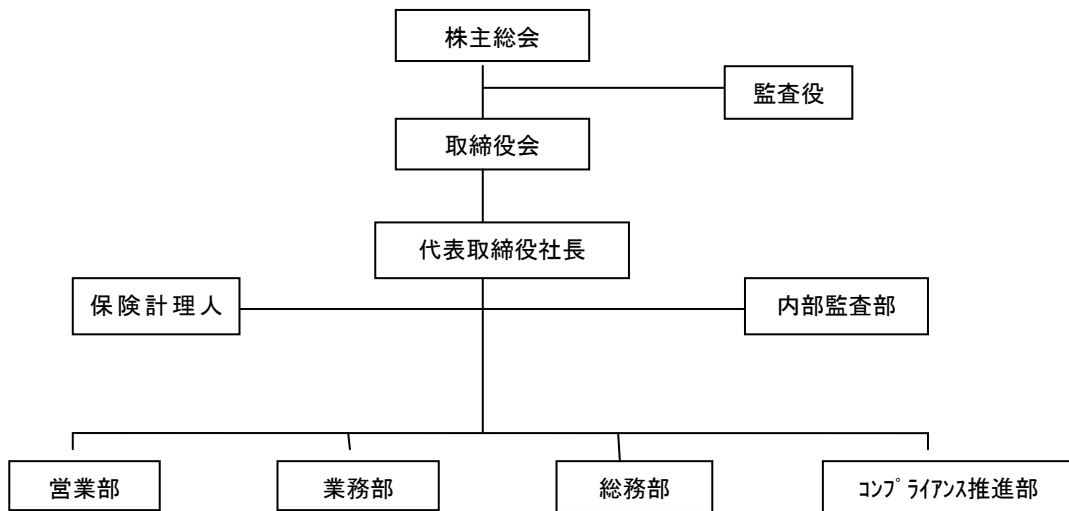 株主総会
監査役
取締役会
代表取締役社長
保険計理人
内部監査部
営業部
業務部
総務部
ｺﾝﾌﾟﾗｲｱﾝｽ推進部